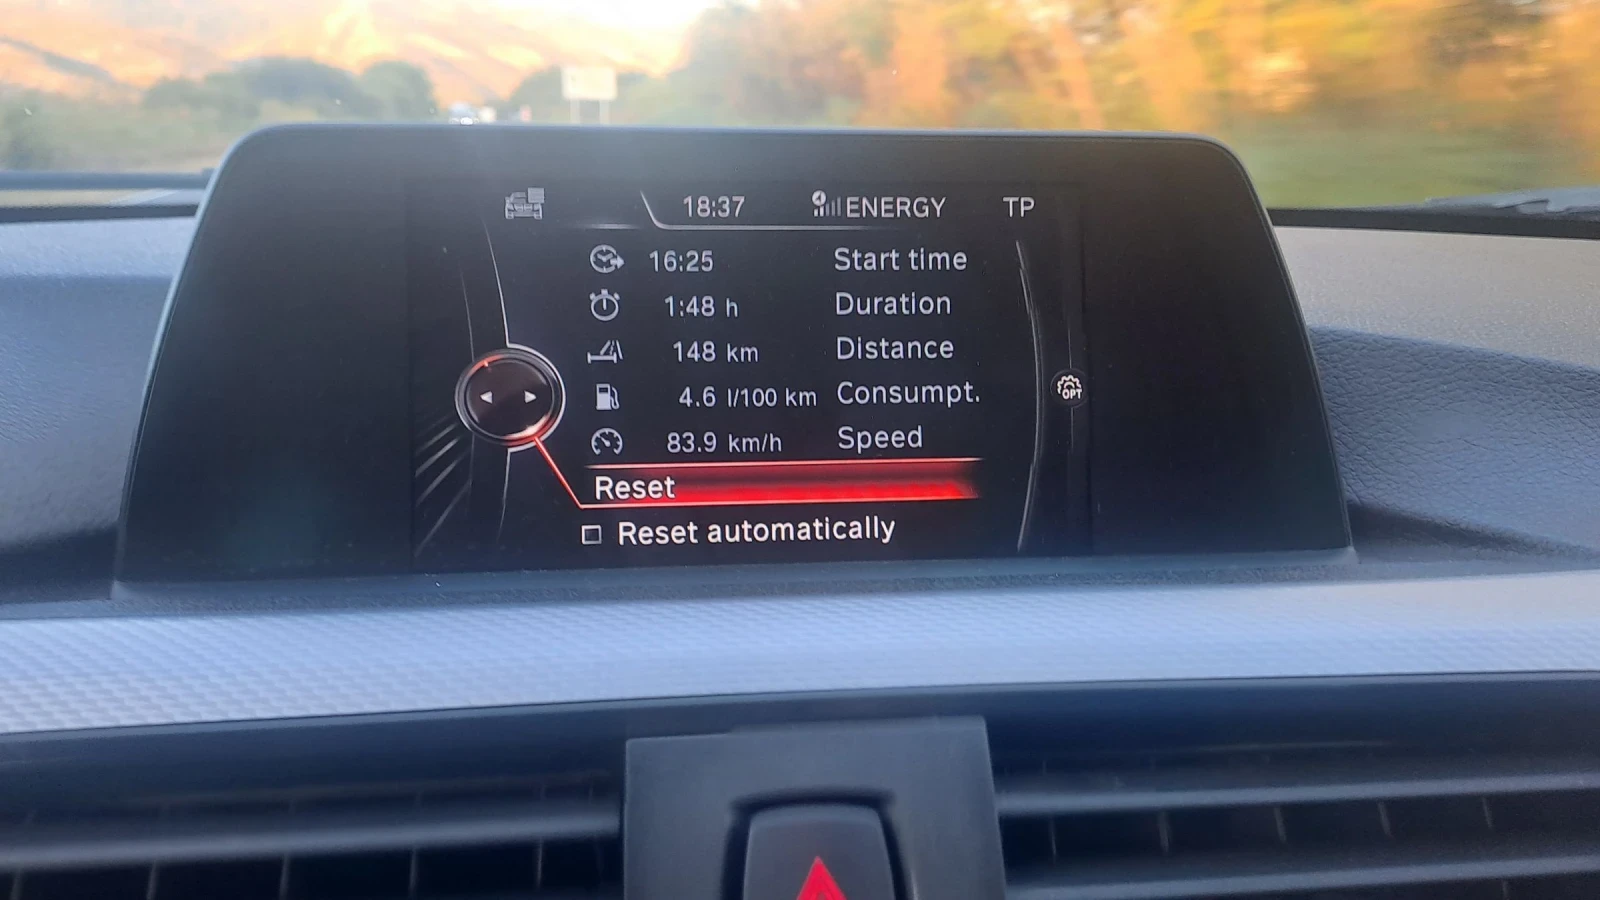 18:37 ENERGY TP
16:25 Start time
1:48 h Duration
148 km Distance
4.6 l/100 km Consumpt.
83.9 km/h Speed
OPT
Reset
Reset automatically